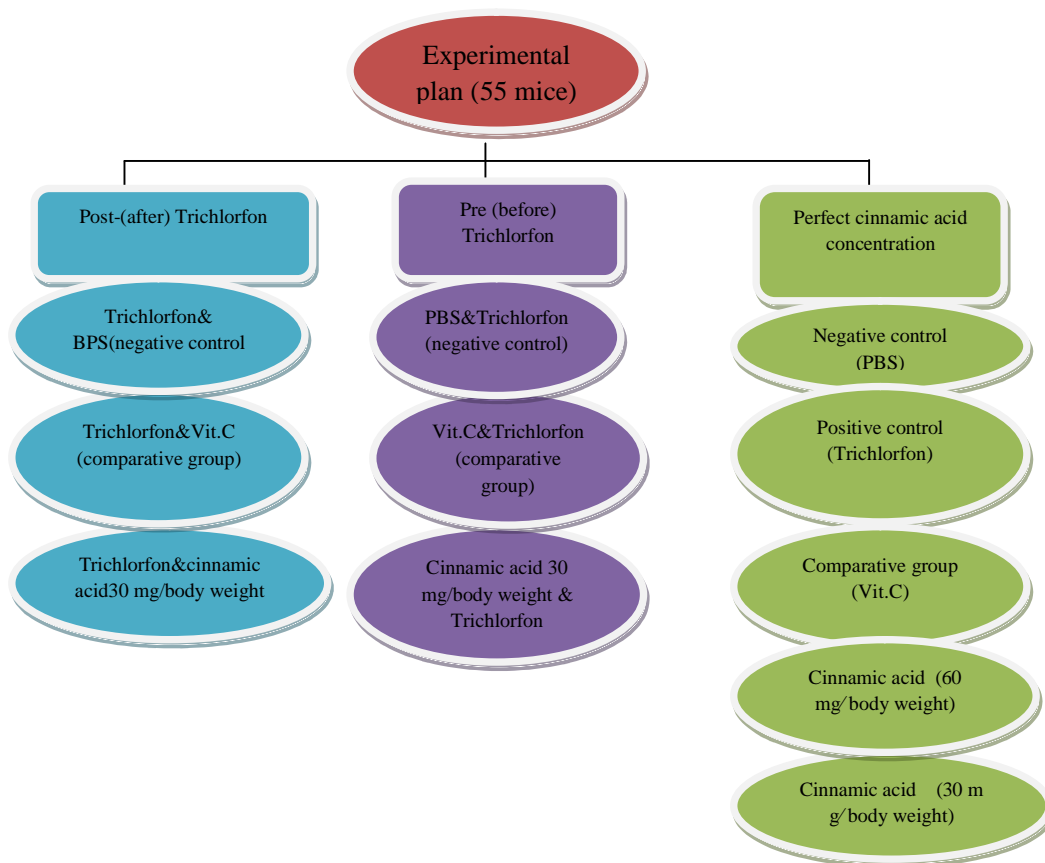 Experimental
plan (55 mice)
Post-(after) Trichlorfon
Trichlorfon&
BPS(negative control
Trichlorfon&Vit.C
(comparative group)
Trichlorfon&cinnamic
acid30 mg/body weight
Pre (before)
Trichlorfon
PBS&Trichlorfon
(negative control)
Vit.C&Trichlorfon
(comparative
group)
Cinnamic acid 30
mg/body weight &
Trichlorfon
Perfect cinnamic acid
concentration
Negative control
(PBS)
Positive control
(Trichlorfon)
Comparative group
(Vit.C)
Cinnamic acid (60
mg/body weight)
Cinnamic acid (30 m
g/body weight)